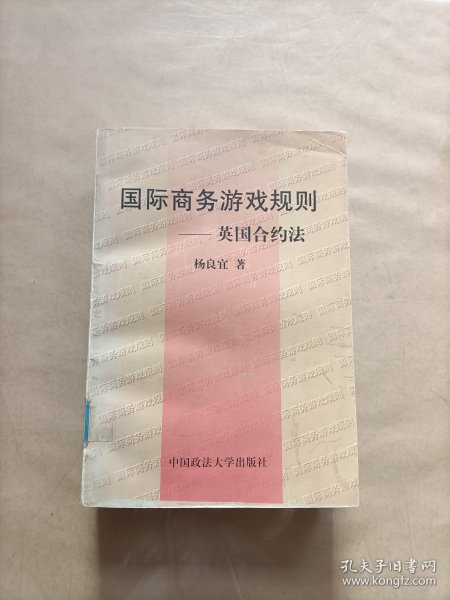 国际商务游戏规则
——英国合约法
杨良宜 著
中国政法大学出版社
孔夫子旧书网
www.kongfz.com